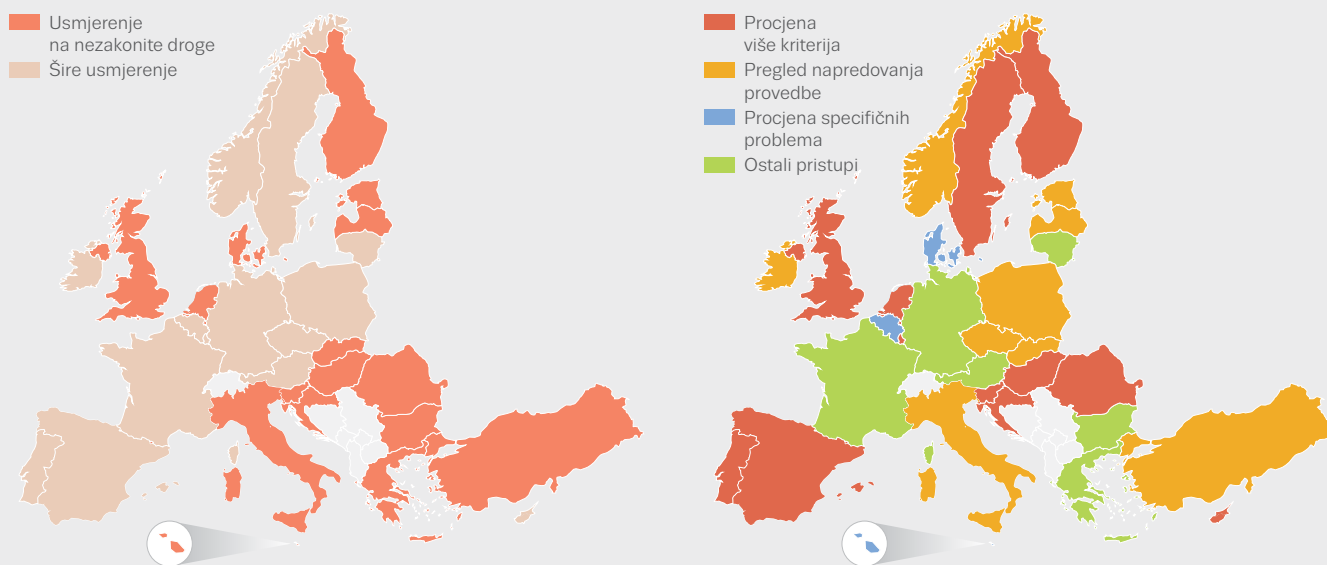 Usmjerenje
na nezakonite droge
Šire usmjerenje
Procjena
više kriterija
Pregled napredovanja
provedbe
Procjena specifičnih
problema
Ostali pristupi